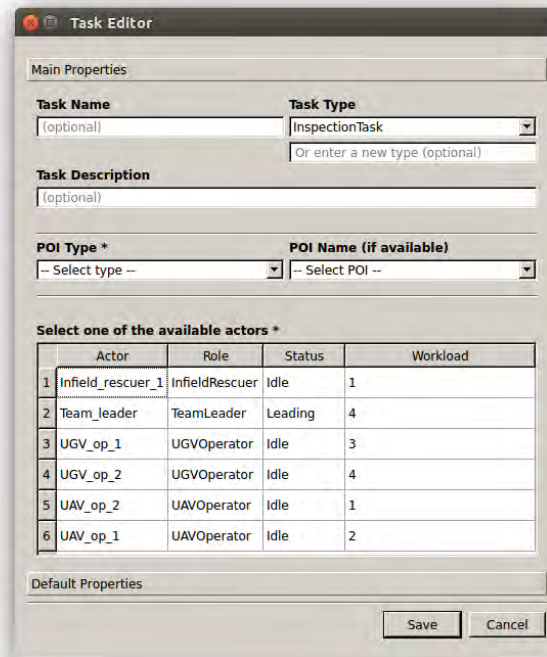 Task Editor
Main Properties
Task Name Task Type
(optional) InspectionTask
Or enter a new type (optional)
Task Description
(optional)
POI Type * POI Name (if available)
-- Select type -- -- Select POI --
Select one of the available actors *
Actor Role Status Workload
1 Infield_rescuer_1 InfieldRescuer Idle 1
2 Team_leader TeamLeader Leading 4
3 UGV_op_1 UGVOperator Idle 3
4 UGV_op_2 UGVOperator Idle 4
5 UAV_op_2 UAVOperator Idle 1
6 UAV_op_1 UAVOperator Idle 2
Default Properties
Save Cancel